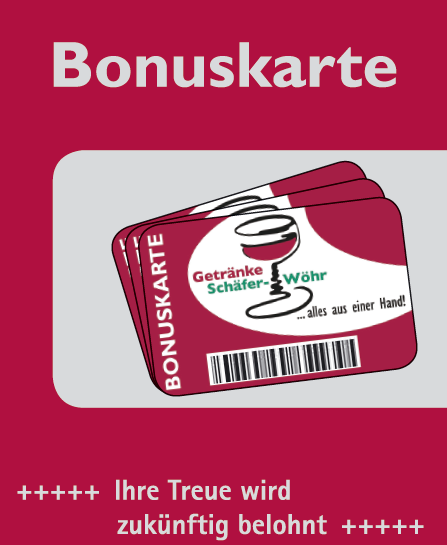 Bonuskarte
BONUSKARTE
Getränke
Schäfer-Wöhr
...alles aus einer Hand!
+++++ Ihre Treue wird
zukünftig belohnt +++++